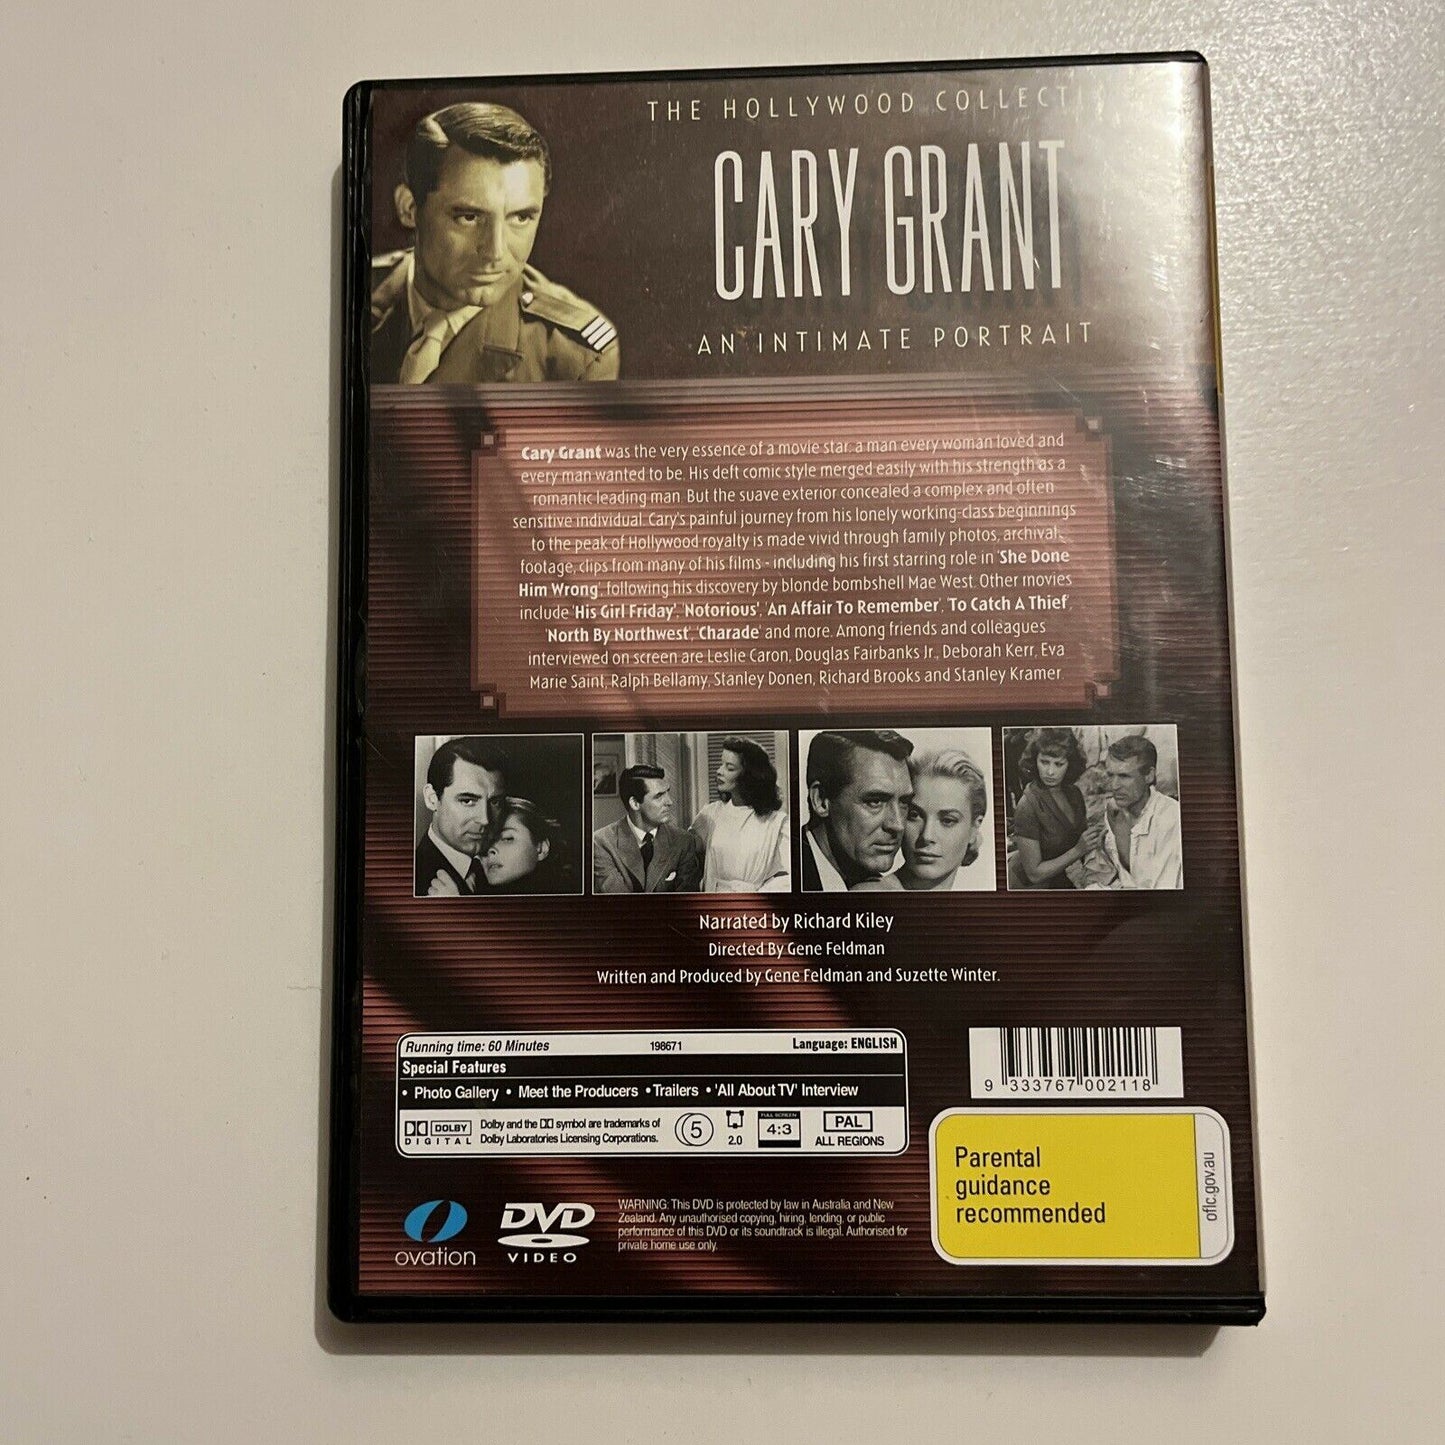 THE HOLLYWOOD COLLECTI
CARY GRANT
AN INTIMATE PORTRAIT
Cary Grant was the very essence of a movie star: a man every woman loved and
every man wanted to be. His deft comic style merged easily with his strength as a
romantic leading man. But the suave exterior concealed a complex and often
sensitive individual. Cary's painful journey from his lonely working-class beginnings
to the peak of Hollywood royalty is made vivid through family photos, archival
footage, clips from many of his films - including his first starring role in 'She Done
Him Wrong', following his discovery by blonde bombshell Mae West. Other movies
include 'His Girl Friday', 'Notorious', 'An Affair To Remember', 'To Catch A Thief',
'North By Northwest', 'Charade' and more. Among friends and colleagues
interviewed on screen are Leslie Caron, Douglas Fairbanks Jr., Deborah Kerr, Eva
Marie Saint, Ralph Bellamy, Stanley Donen, Richard Brooks and Stanley Kramer.
Narrated by Richard Kiley
Directed By Gene Feldman
Written and Produced by Gene Feldman and Suzette Winter.
Running time: 60 Minutes 198671 Language: ENGLISH
Special Features
• Photo Gallery • Meet the Producers • Trailers • 'All About TV' Interview
DOLBY DIGITAL
Dolby and the DD symbol are trademarks of
Dolby Laboratories Licensing Corporations.
5
2.0
FULL SCREEN
4:3
PAL
ALL REGIONS
9 333767 002118
Parental
guidance
recommended
oflc.gov.au
ovation
DVD
VIDEO
WARNING: This DVD is protected by law in Australia and New
Zealand. Any unauthorised copying, hiring, lending, or public
performance of this DVD or its soundtrack is illegal. Authorised for
private home use only.